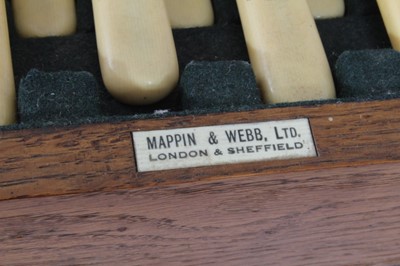 MAPPIN & WEBB, LTD.
LONDON & SHEFFIELD